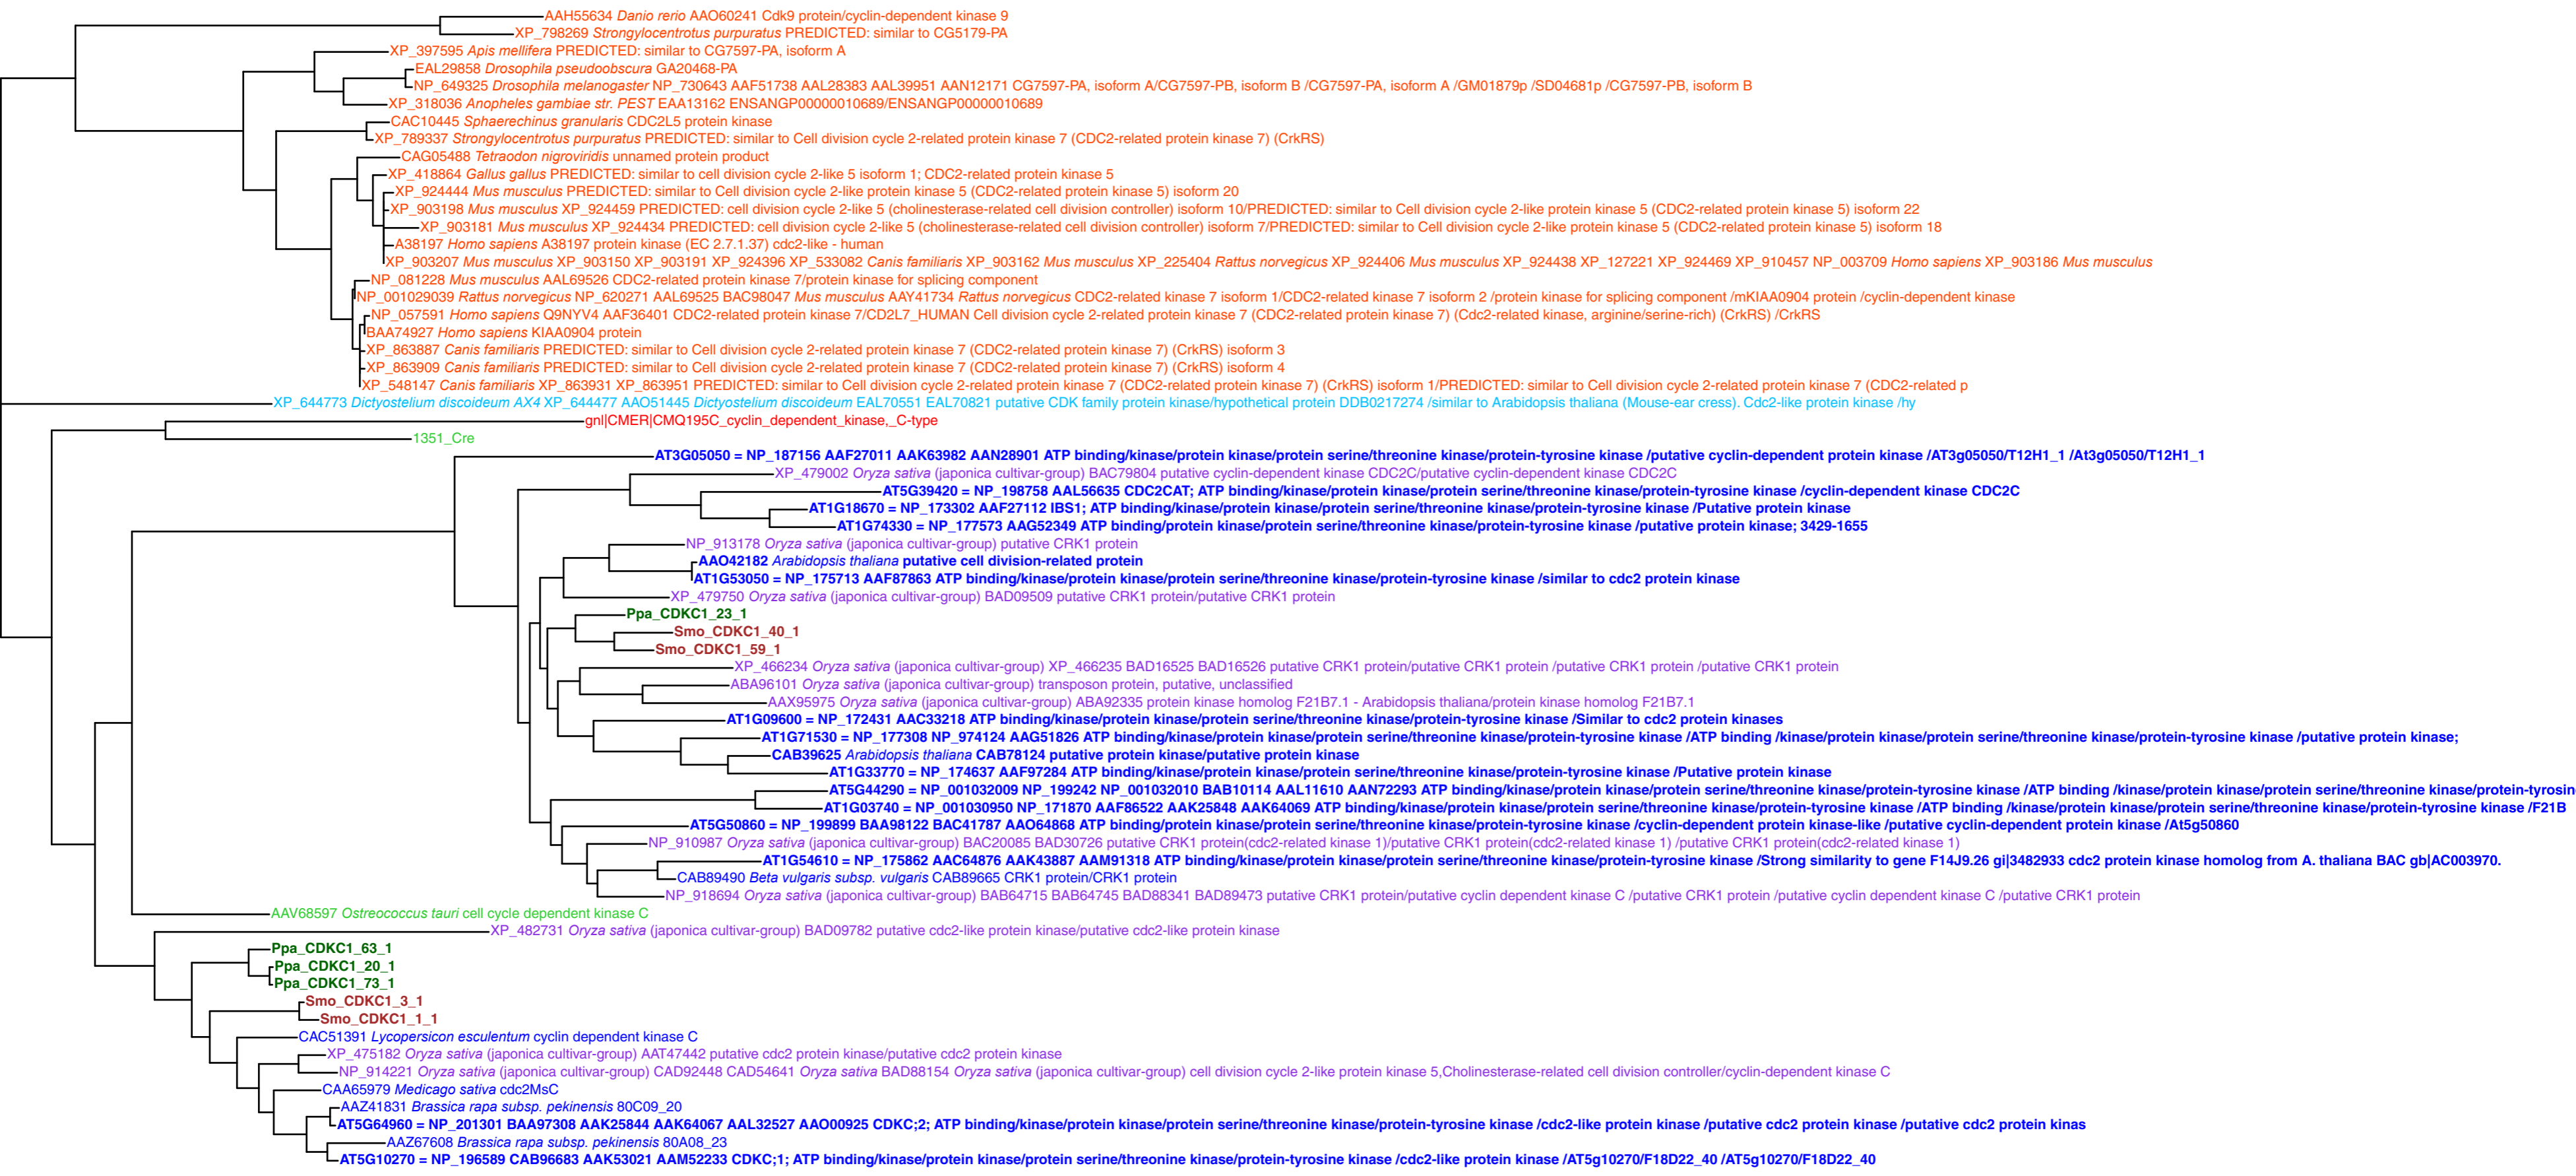 AAH55634 Danio rerio AAO60241 Cdk9 protein/cyclin-dependent kinase 9
XP_798269 Strongylocentrotus purpuratus PREDICTED: similar to CG5179-PA
XP_397595 Apis mellifera PREDICTED: similar to CG7597-PA, isoform A
EAL29858 Drosophila pseudoobscura GA20468-PA
NP_649325 Drosophila melanogaster NP_730643 AAF51738 AAL28383 AAL39951 AAN12171 CG7597-PA, isoform A/CG7597-PB, isoform B /CG7597-PA, isoform A /GM01879p /SD04681p /CG7597-PB, isoform B
XP_318036 Anopheles gambiae str. PEST EAA13162 ENSANGP00000010689/ENSANGP00000010689
CAC10445 Sphaerechinus granularis CDC2L5 protein kinase
XP_789337 Strongylocentrotus purpuratus PREDICTED: similar to Cell division cycle 2-related protein kinase 7 (CDC2-related protein kinase 7) (CrkRS)
CAG05488 Tetraodon nigroviridis unnamed protein product
XP_418864 Gallus gallus PREDICTED: similar to cell division cycle 2-like 5 isoform 1; CDC2-related protein kinase 5
XP_924444 Mus musculus PREDICTED: similar to Cell division cycle 2-like protein kinase 5 (CDC2-related protein kinase 5) isoform 20
XP_903198 Mus musculus XP_924459 PREDICTED: cell division cycle 2-like 5 (cholinesterase-related cell division controller) isoform 10/PREDICTED: similar to Cell division cycle 2-like protein kinase 5 (CDC2-related protein kinase 5) isoform 22
XP_903181 Mus musculus XP_924434 PREDICTED: cell division cycle 2-like 5 (cholinesterase-related cell division controller) isoform 7/PREDICTED: similar to Cell division cycle 2-like protein kinase 5 (CDC2-related protein kinase 5) isoform 18
A38197 Homo sapiens A38197 protein kinase (EC 2.7.1.37) cdc2-like - human
XP_903207 Mus musculus XP_903150 XP_903191 XP_924396 XP_533082 Canis familiaris XP_903162 Mus musculus XP_225404 Rattus norvegicus XP_924406 Mus musculus XP_924438 XP_127221 XP_924469 XP_910457 NP_003709 Homo sapiens XP_903186 Mus musculus
NP_081228 Mus musculus AAL69526 CDC2-related protein kinase 7/protein kinase for splicing component
NP_001029039 Rattus norvegicus NP_620271 AAL69525 BAC98047 Mus musculus AAY41734 Rattus norvegicus CDC2-related kinase 7 isoform 1/CDC2-related kinase 7 isoform 2 /protein kinase for splicing component /mKIAA0904 protein /cyclin-dependent kinase
NP_057591 Homo sapiens Q9NYV4 AAF36401 CDC2-related protein kinase 7/CD2L7_HUMAN Cell division cycle 2-related protein kinase 7 (CDC2-related protein kinase 7) (Cdc2-related kinase, arginine/serine-rich) (CrkRS) /CrkRS
BAA74927 Homo sapiens KIAA0904 protein
XP_863887 Canis familiaris PREDICTED: similar to Cell division cycle 2-related protein kinase 7 (CDC2-related protein kinase 7) (CrkRS) isoform 3
XP_863909 Canis familiaris PREDICTED: similar to Cell division cycle 2-related protein kinase 7 (CDC2-related protein kinase 7) (CrkRS) isoform 4
XP_548147 Canis familiaris XP_863931 XP_863951 PREDICTED: similar to Cell division cycle 2-related protein kinase 7 (CDC2-related protein kinase 7) (CrkRS) isoform 1/PREDICTED: similar to Cell division cycle 2-related protein kinase 7 (CDC2-related p
XP_644773 Dictyostelium discoideum AX4 XP_644477 AAO51445 Dictyostelium discoideum EAL70551 EAL70821 putative CDK family protein kinase/hypothetical protein DDB0217274 /similar to Arabidopsis thaliana (Mouse-ear cress). Cdc2-like protein kinase /hy
gnl|CMER|CMQ195C_cyclin_dependent_kinase,_C-type
1351_Cre
AT3G05050 = NP_187156 AAF27011 AAK63982 AAN28901 ATP binding/kinase/protein kinase/protein serine/threonine kinase/protein-tyrosine kinase /putative cyclin-dependent protein kinase /AT3g05050/T12H1_1 /At3g05050/T12H1_1
XP_479002 Oryza sativa (japonica cultivar-group) BAC79804 putative cyclin-dependent kinase CDC2C/putative cyclin-dependent kinase CDC2C
AT5G39420 = NP_198758 AAL56635 CDC2CAT; ATP binding/kinase/protein kinase/protein serine/threonine kinase/protein-tyrosine kinase /cyclin-dependent kinase CDC2C
AT1G18670 = NP_173302 AAF27112 IBS1; ATP binding/kinase/protein kinase/protein serine/threonine kinase/protein-tyrosine kinase /Putative protein kinase
AT1G74330 = NP_177573 AAG52349 ATP binding/protein kinase/protein serine/threonine kinase/protein-tyrosine kinase /putative protein kinase; 3429-1655
NP_913178 Oryza sativa (japonica cultivar-group) putative CRK1 protein
AAO42182 Arabidopsis thaliana putative cell division-related protein
AT1G53050 = NP_175713 AAF87863 ATP binding/kinase/protein kinase/protein serine/threonine kinase/protein-tyrosine kinase /similar to cdc2 protein kinase
XP_479750 Oryza sativa (japonica cultivar-group) BAD09509 putative CRK1 protein/putative CRK1 protein
Ppa_CDKC1_23_1
Smo_CDKC1_40_1
Smo_CDKC1_59_1
XP_466234 Oryza sativa (japonica cultivar-group) XP_466235 BAD16525 BAD16526 putative CRK1 protein/putative CRK1 protein /putative CRK1 protein /putative CRK1 protein
ABA96101 Oryza sativa (japonica cultivar-group) transposon protein, putative, unclassified
AAX95975 Oryza sativa (japonica cultivar-group) ABA92335 protein kinase homolog F21B7.1 - Arabidopsis thaliana/protein kinase homolog F21B7.1
AT1G09600 = NP_172431 AAC33218 ATP binding/kinase/protein kinase/protein serine/threonine kinase/protein-tyrosine kinase /Similar to cdc2 protein kinases
AT1G71530 = NP_177308 NP_974124 AAG51826 ATP binding/kinase/protein kinase/protein serine/threonine kinase/protein-tyrosine kinase /ATP binding /kinase/protein kinase/protein serine/threonine kinase/protein-tyrosine kinase /putative protein kinase;
CAB39625 Arabidopsis thaliana CAB78124 putative protein kinase/putative protein kinase
AT1G33770 = NP_174637 AAF97284 ATP binding/kinase/protein kinase/protein serine/threonine kinase/protein-tyrosine kinase /Putative protein kinase
AT5G44290 = NP_001032009 NP_199242 NP_001032010 BAB10114 AAL11610 AAN72293 ATP binding/kinase/protein kinase/protein serine/threonine kinase/protein-tyrosine kinase /ATP binding /kinase/protein kinase/protein serine/threonine kinase/protein-tyrosin
AT1G03740 = NP_001030950 NP_171870 AAF86522 AAK25848 AAK64069 ATP binding/kinase/protein kinase/protein serine/threonine kinase/protein-tyrosine kinase /ATP binding /kinase/protein kinase/protein serine/threonine kinase/protein-tyrosine kinase /F21B
AT5G50860 = NP_199899 BAA98122 BAC41787 AAO64868 ATP binding/protein kinase/protein serine/threonine kinase/protein-tyrosine kinase /cyclin-dependent protein kinase-like /putative cyclin-dependent protein kinase /At5g50860
NP_910987 Oryza sativa (japonica cultivar-group) BAC20085 BAD30726 putative CRK1 protein(cdc2-related kinase 1)/putative CRK1 protein(cdc2-related kinase 1) /putative CRK1 protein(cdc2-related kinase 1)
AT1G54610 = NP_175862 AAC64876 AAK43887 AAM91318 ATP binding/kinase/protein kinase/protein serine/threonine kinase/protein-tyrosine kinase /Strong similarity to gene F14J9.26 gi|3482933 cdc2 protein kinase homolog from A. thaliana BAC gb|AC003970.
CAB89490 Beta vulgaris subsp. vulgaris CAB89665 CRK1 protein/CRK1 protein
NP_918694 Oryza sativa (japonica cultivar-group) BAB64715 BAB64745 BAD88341 BAD89473 putative CRK1 protein/putative cyclin dependent kinase C /putative CRK1 protein /putative cyclin dependent kinase C /putative CRK1 protein
AAV68597 Ostreococcus tauri cell cycle dependent kinase C
XP_482731 Oryza sativa (japonica cultivar-group) BAD09782 putative cdc2-like protein kinase/putative cdc2-like protein kinase
Ppa_CDKC1_63_1
Ppa_CDKC1_20_1
Ppa_CDKC1_73_1
Smo_CDKC1_3_1
Smo_CDKC1_1_1
CAC51391 Lycopersicon esculentum cyclin dependent kinase C
XP_475182 Oryza sativa (japonica cultivar-group) AAT47442 putative cdc2 protein kinase/putative cdc2 protein kinase
NP_914221 Oryza sativa (japonica cultivar-group) CAD92448 CAD54641 Oryza sativa BAD88154 Oryza sativa (japonica cultivar-group) cell division cycle 2-like protein kinase 5,Cholinesterase-related cell division controller/cyclin-dependent kinase C
CAA65979 Medicago sativa cdc2MsC
AAZ41831 Brassica rapa subsp. pekinensis 80C09_20
AT5G64960 = NP_201301 BAA97308 AAK25844 AAK64067 AAL32527 AAO00925 CDKC;2; ATP binding/kinase/protein kinase/protein serine/threonine kinase/protein-tyrosine kinase /cdc2-like protein kinase /putative cdc2 protein kinase /putative cdc2 protein kinas
AAZ67608 Brassica rapa subsp. pekinensis 80A08_23
AT5G10270 = NP_196589 CAB96683 AAK53021 AAM52233 CDKC;1; ATP binding/kinase/protein kinase/protein serine/threonine kinase/protein-tyrosine kinase /cdc2-like protein kinase /AT5g10270/F18D22_40 /AT5g10270/F18D22_40